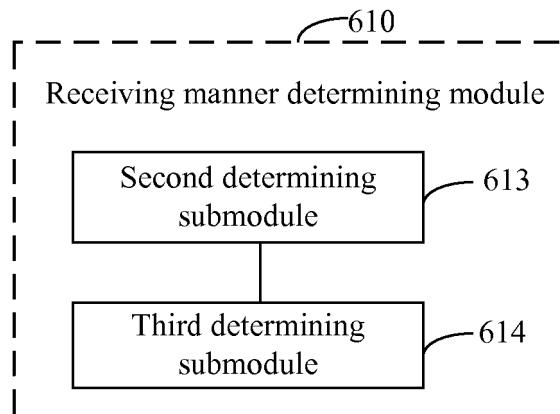 610
Receiving manner determining module
Second determining
submodule
613
Third determining
submodule
614